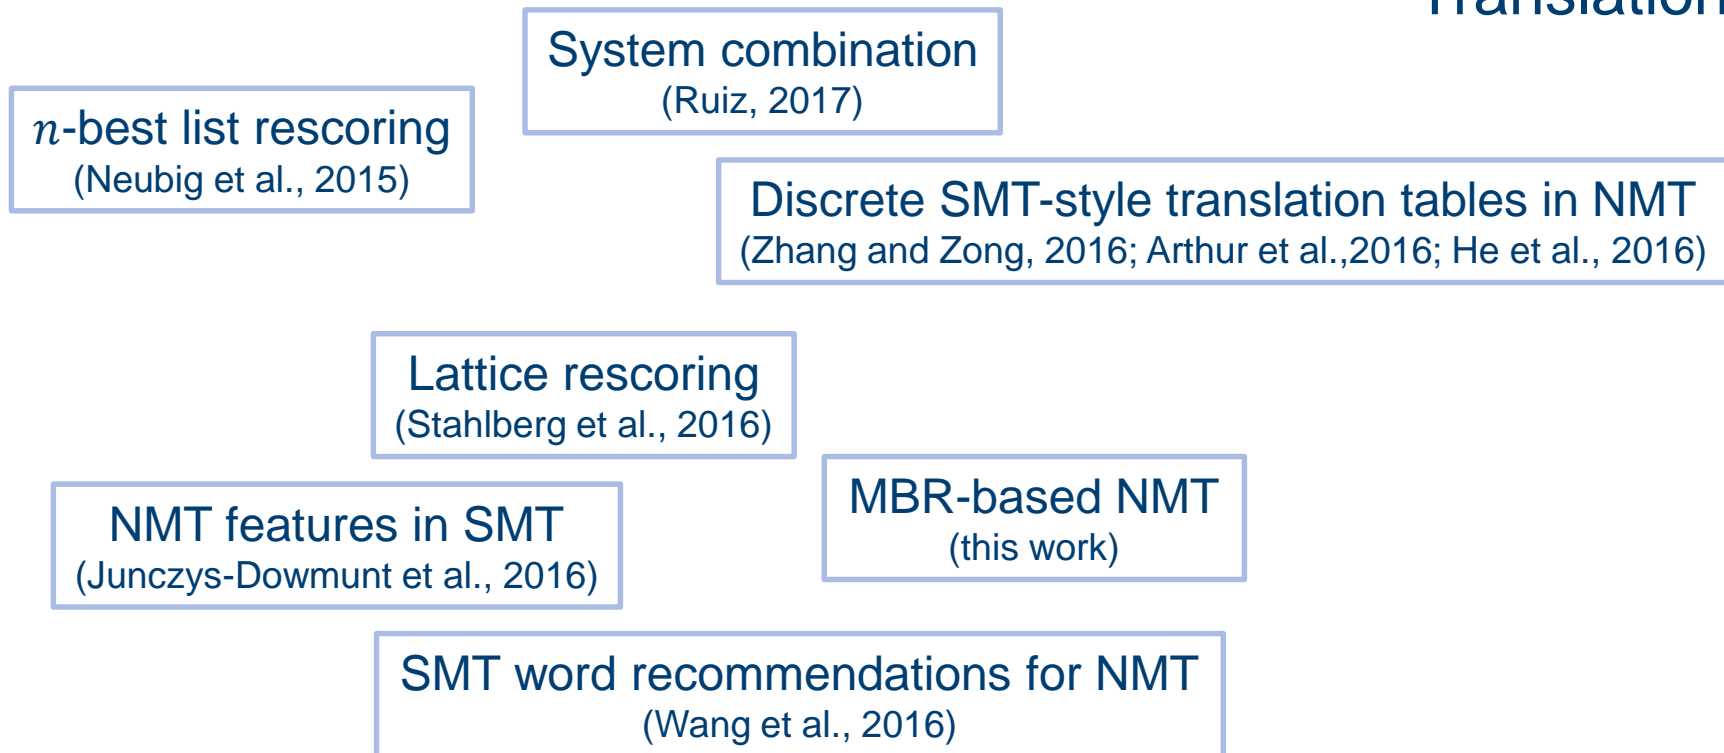 Translation
System combination
(Ruiz, 2017)
n-best list rescoring
(Neubig et al., 2015)
Discrete SMT-style translation tables in NMT
(Zhang and Zong, 2016; Arthur et al.,2016; He et al., 2016)
Lattice rescoring
(Stahlberg et al., 2016)
MBR-based NMT
(this work)
NMT features in SMT
(Junczys-Dowmunt et al., 2016)
SMT word recommendations for NMT
(Wang et al., 2016)